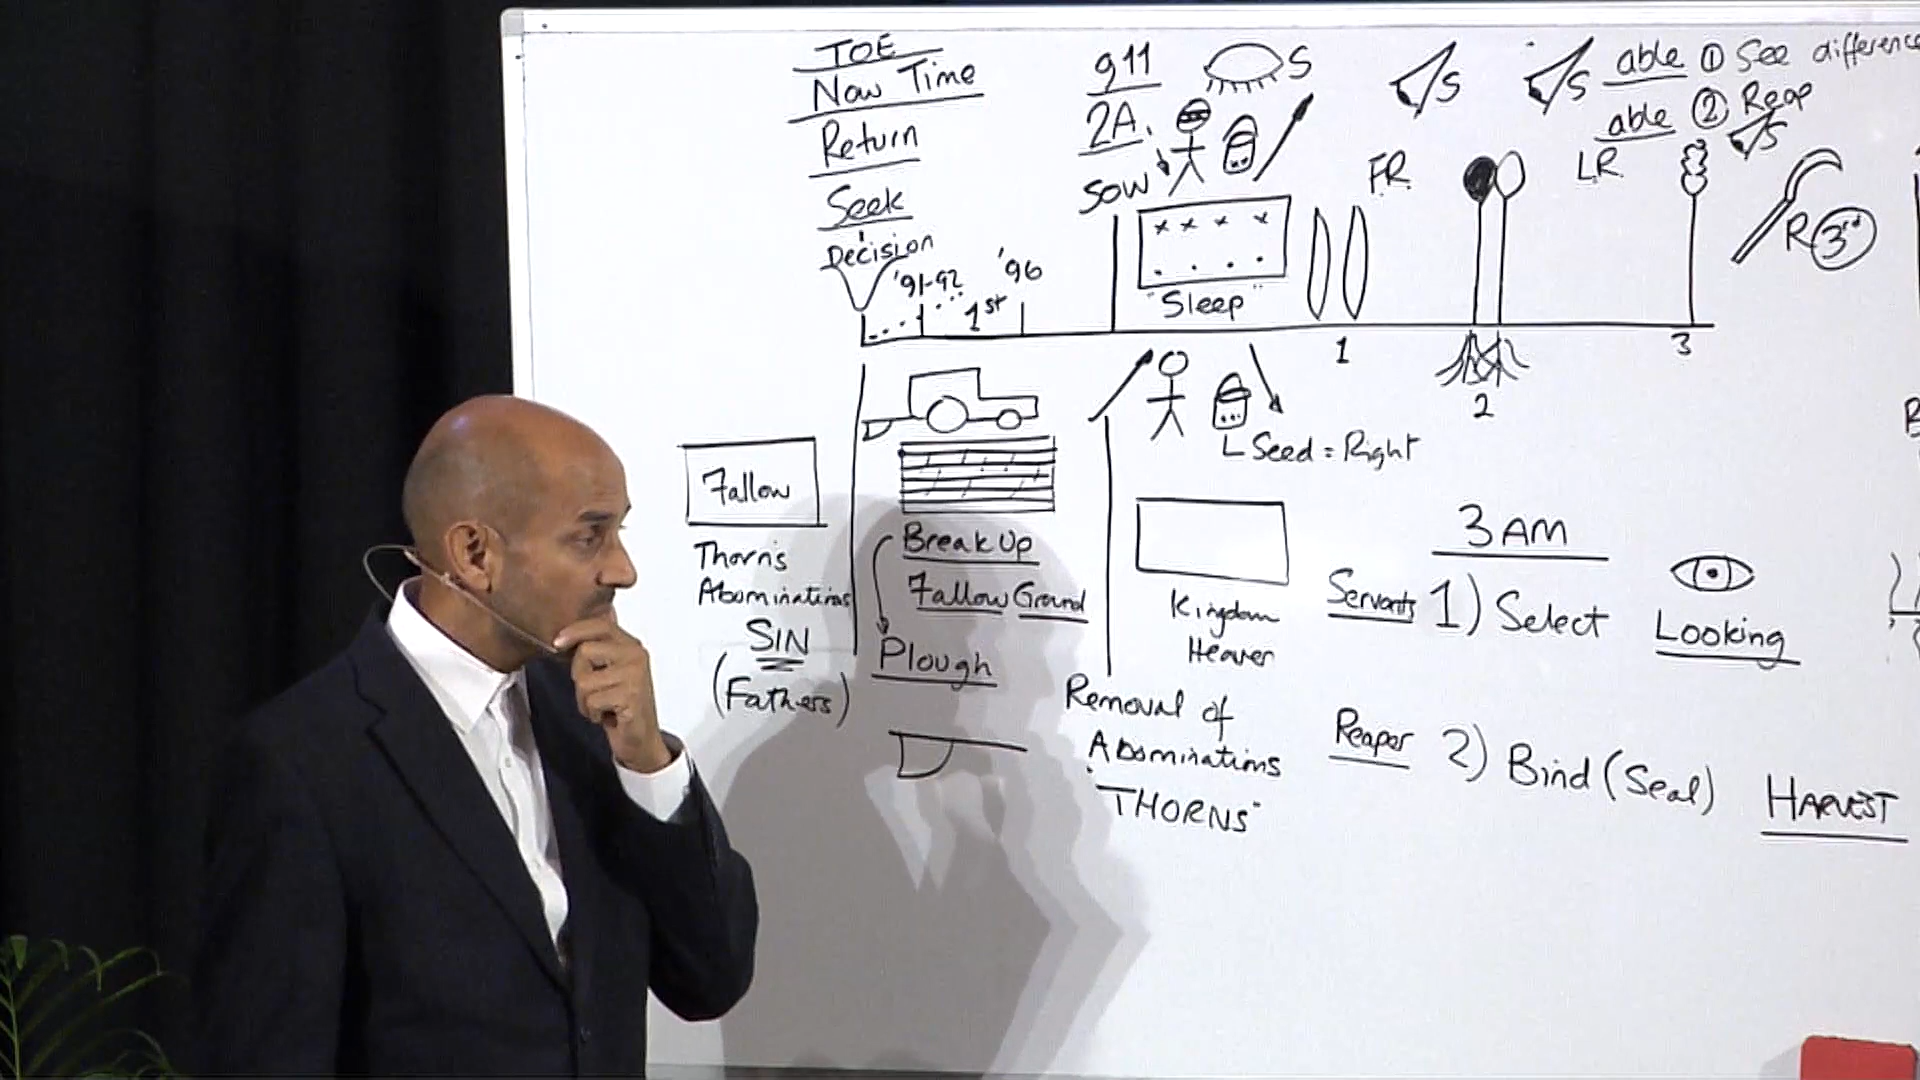 TOE
Now Time
Return
Seek
Decision
'91-92
1st
'96
911
2A.
Sow
S
"Sleep"
FR
S
S
able ① See difference
able ② Reap
S
LR
R 3rd
1
2
3
Seed = Right
Fallow
Thorns
Abominations
SIN
(Fathers)
Break Up
Fallow Ground
Plough
Kingdom
Heaven
Removal of
Abominations
"THORNS"
3 AM
Servants 1) Select Looking
Reaper 2) Bind (Seal) HARVEST
B